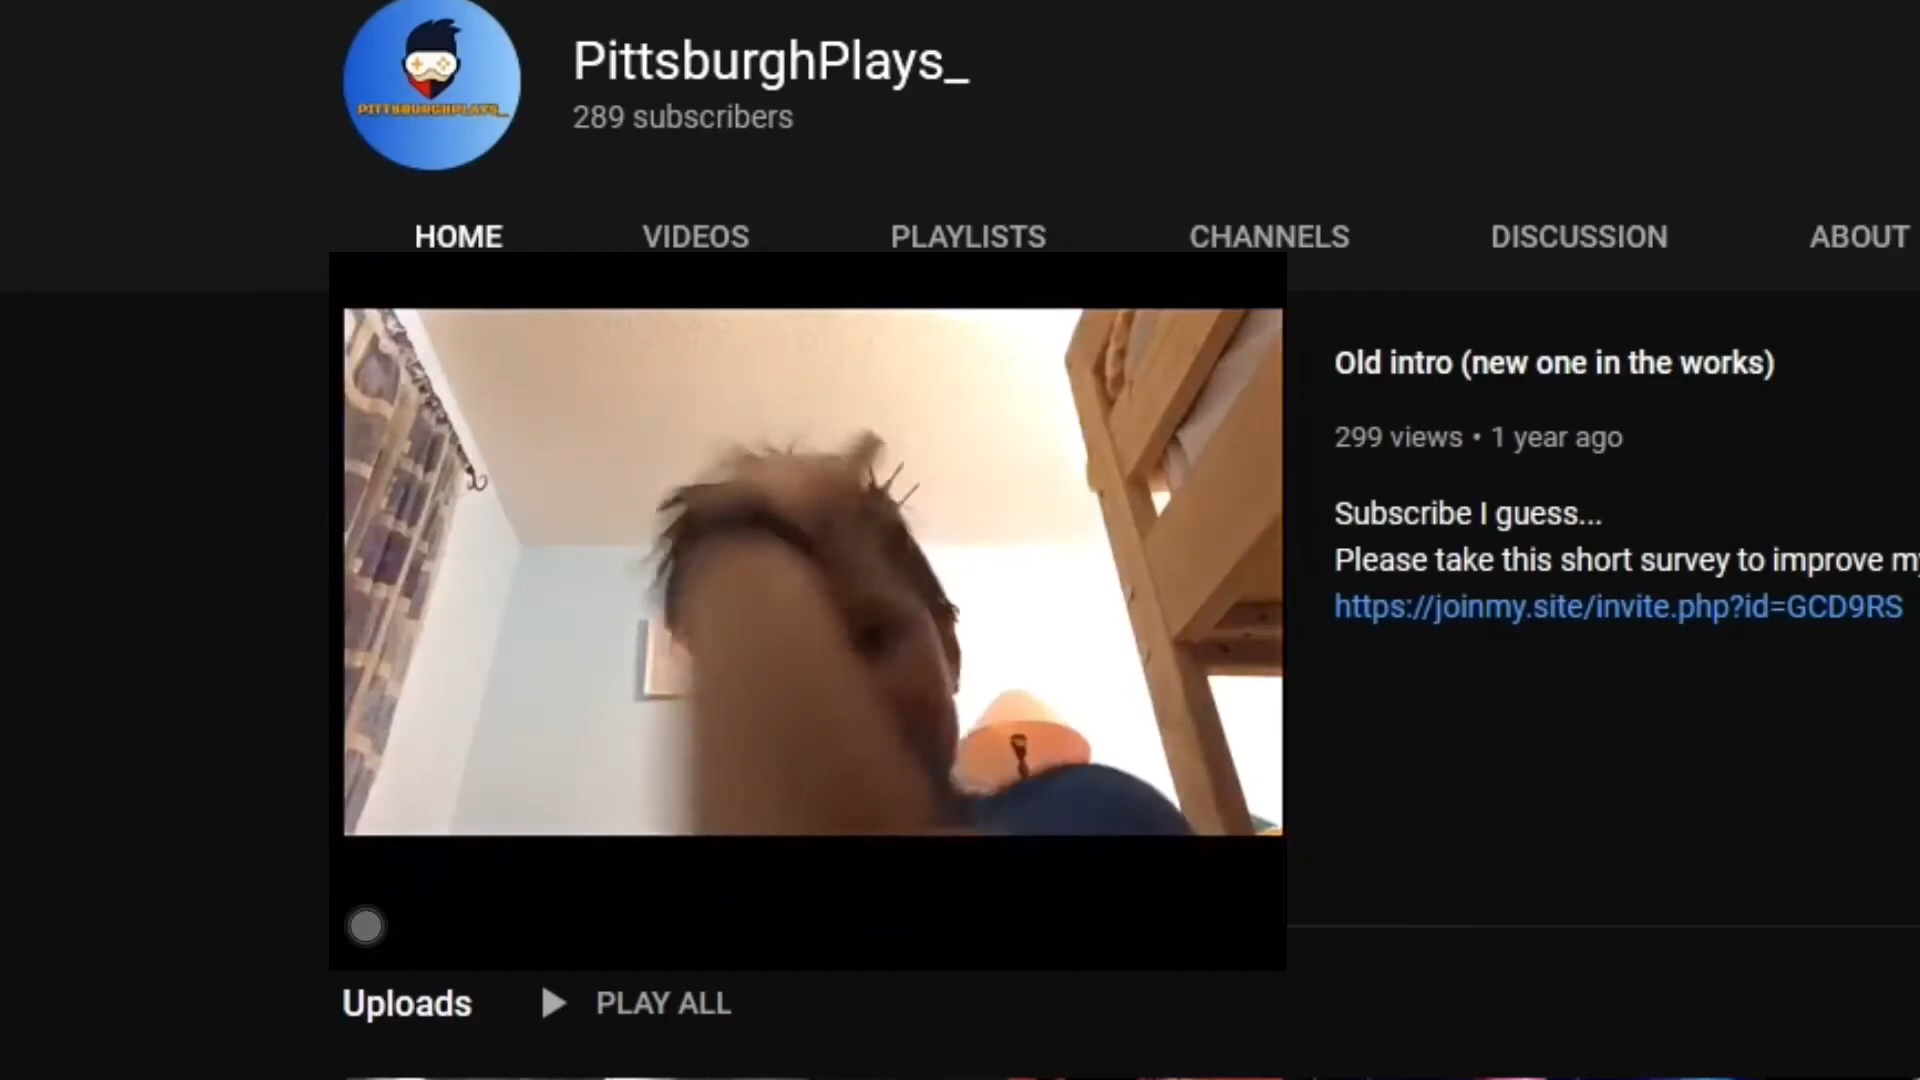 PITTSBURGHPLAYS_
PittsburghPlays_
289 subscribers
HOME VIDEOS PLAYLISTS CHANNELS DISCUSSION ABOUT
Old intro (new one in the works)
299 views • 1 year ago
Subscribe I guess...
Please take this short survey to improve my
https://joinmy.site/invite.php?id=GCD9RS
Uploads PLAY ALL